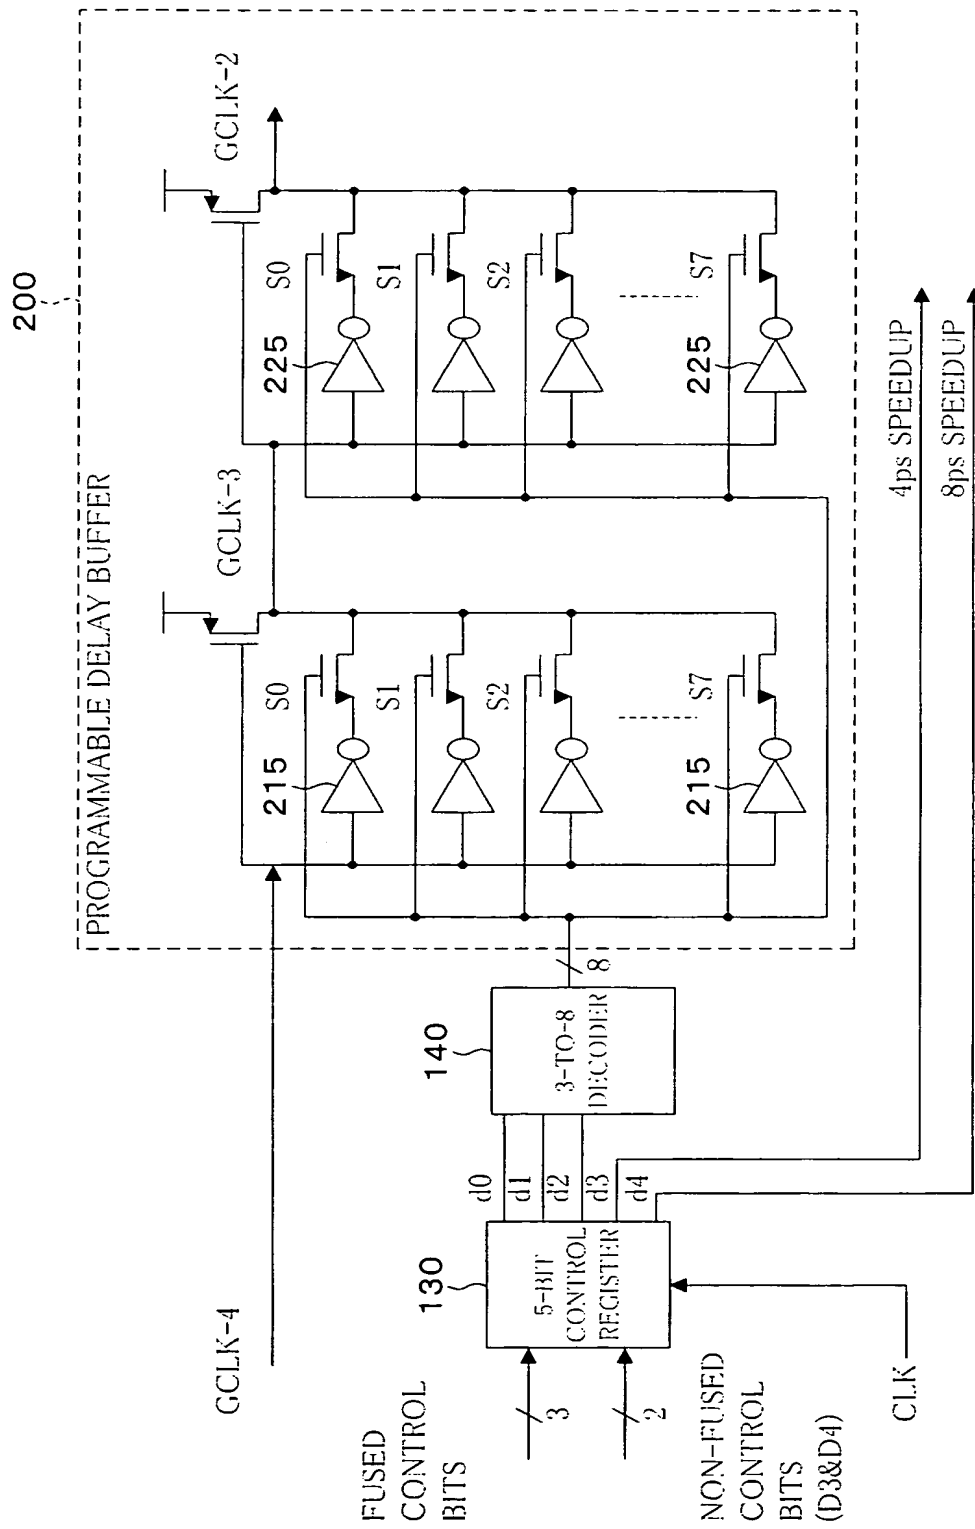 200
PROGRAMMABLE DELAY BUFFER
GCLK-4
GCLK-3
GCLK-2
S0
215
S1
S2
S7
215
S0
225
S1
S2
S7
225
FUSED
CONTROL
BITS
3
2
NON-FUSED
CONTROL
BITS
(D3&D4)
CLK
130
5-BIT
CONTROL
REGISTER
d0
d1
d2
d3
d4
140
3-TO-8
DECODER
8
4ps SPEEDUP
8ps SPEEDUP